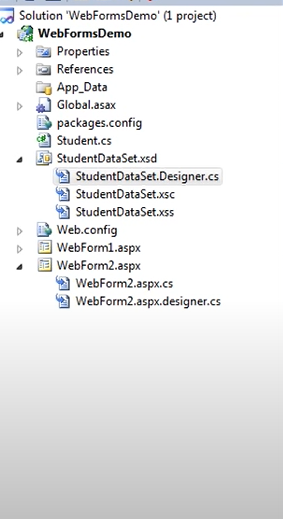 Solution 'WebFormsDemo' (1 project)
WebFormsDemo
Properties
References
App_Data
Global.asax
packages.config
Student.cs
StudentDataSet.xsd
StudentDataSet.Designer.cs
StudentDataSet.xsc
StudentDataSet.xss
Web.config
WebForm1.aspx
WebForm2.aspx
WebForm2.aspx.cs
WebForm2.aspx.designer.cs